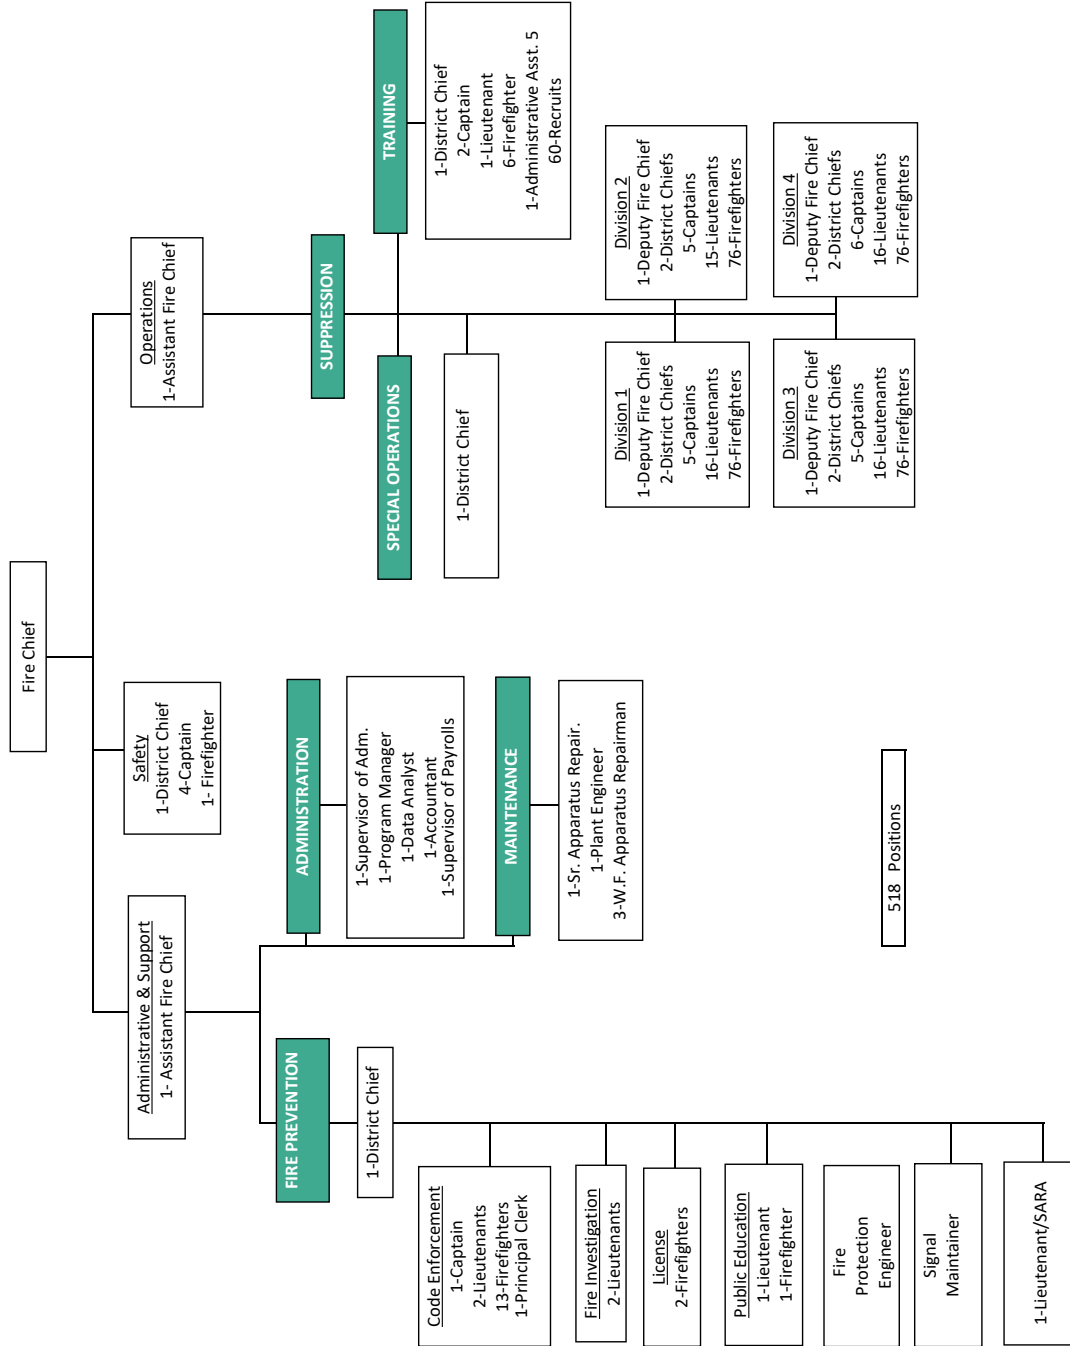 Fire Chief
Administrative & Support
1- Assistant Fire Chief
Safety
1-District Chief
4-Captain
1- Firefighter
Operations
1-Assistant Fire Chief
FIRE PREVENTION
1-District Chief
Code Enforcement
1-Captain
2-Lieutenants
13-Firefighters
1-Principal Clerk
Fire Investigation
2-Lieutenants
License
2-Firefighters
Public Education
1-Lieutenant
1-Firefighter
Fire
Protection
Engineer
Signal
Maintainer
1-Lieutenant/SARA
ADMINISTRATION
1-Supervisor of Adm.
1-Program Manager
1-Data Analyst
1-Accountant
1-Supervisor of Payrolls
MAINTENANCE
1-Sr. Apparatus Repair.
1-Plant Engineer
3-W.F. Apparatus Repairman
SUPPRESSION
SPECIAL OPERATIONS
1-District Chief
TRAINING
1-District Chief
2-Captain
1-Lieutenant
6-Firefighter
1-Administrative Asst. 5
60-Recruits
Division 1
1-Deputy Fire Chief
2-District Chiefs
5-Captains
16-Lieutenants
76-Firefighters
Division 2
1-Deputy Fire Chief
2-District Chiefs
5-Captains
15-Lieutenants
76-Firefighters
Division 3
1-Deputy Fire Chief
2-District Chiefs
5-Captains
16-Lieutenants
76-Firefighters
Division 4
1-Deputy Fire Chief
2-District Chiefs
6-Captains
16-Lieutenants
76-Firefighters
518 Positions